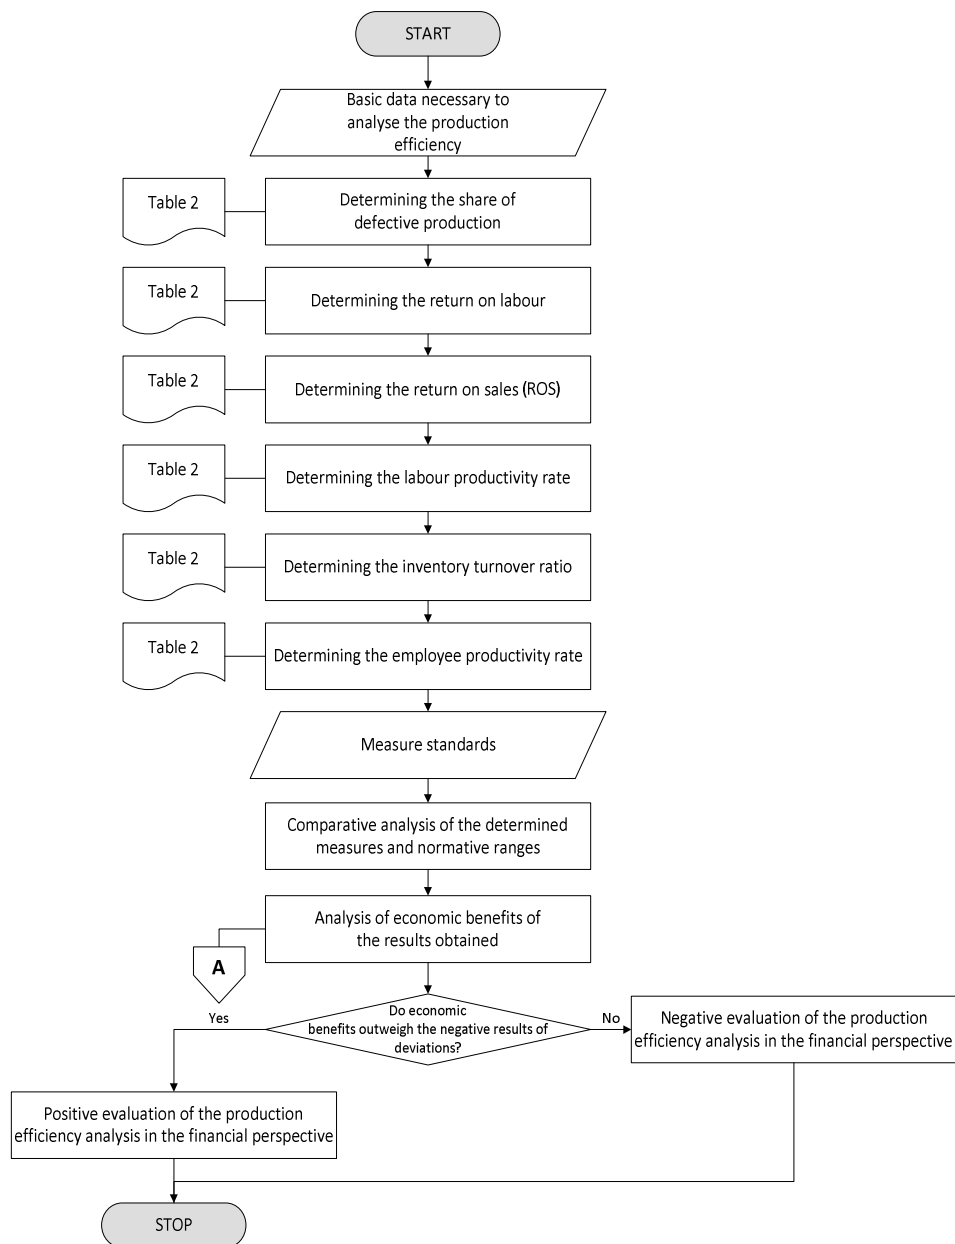 START
Basic data necessary to
analyse the production
efficiency
Table 2
Determining the share of
defective production
Table 2
Determining the return on labour
Table 2
Determining the return on sales (ROS)
Table 2
Determining the labour productivity rate
Table 2
Determining the inventory turnover ratio
Table 2
Determining the employee productivity rate
Measure standards
Comparative analysis of the determined
measures and normative ranges
Analysis of economic benefits of
the results obtained
A
Do economic
benefits outweigh the negative results of
deviations?
Yes
No
Negative evaluation of the production
efficiency analysis in the financial perspective
Positive evaluation of the production
efficiency analysis in the financial perspective
STOP